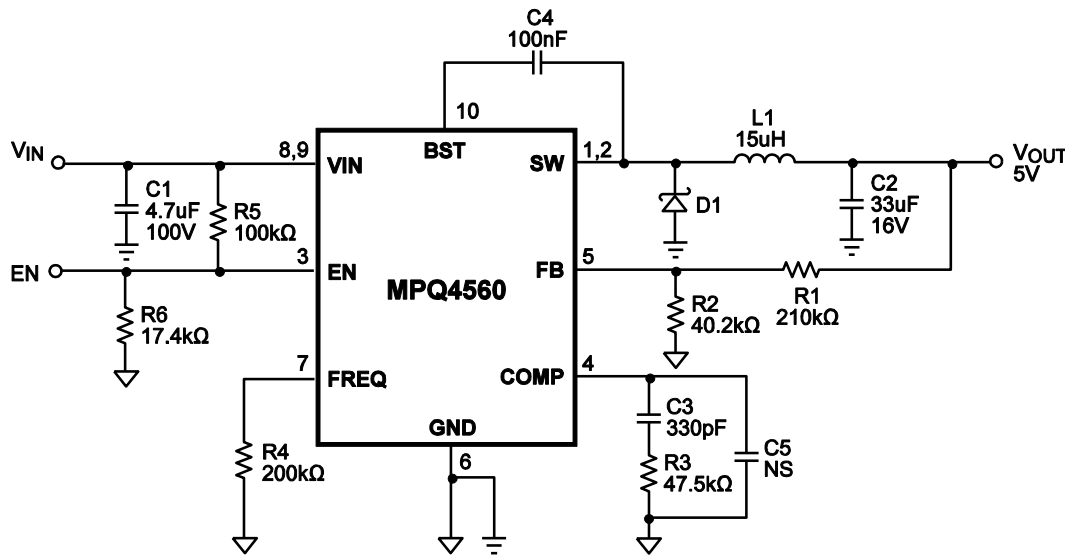 C4
100nF
10
BST
VIN
8,9
VIN
C1
4.7uF
100V
R5
100kΩ
EN
3
EN
R6
17.4kΩ
7
FREQ
R4
200kΩ
MPQ4560
GND
6
SW
1,2
L1
15uH
VOUT
5V
D1
C2
33uF
16V
FB
5
R2
40.2kΩ
R1
210kΩ
COMP
4
C3
330pF
R3
47.5kΩ
C5
NS